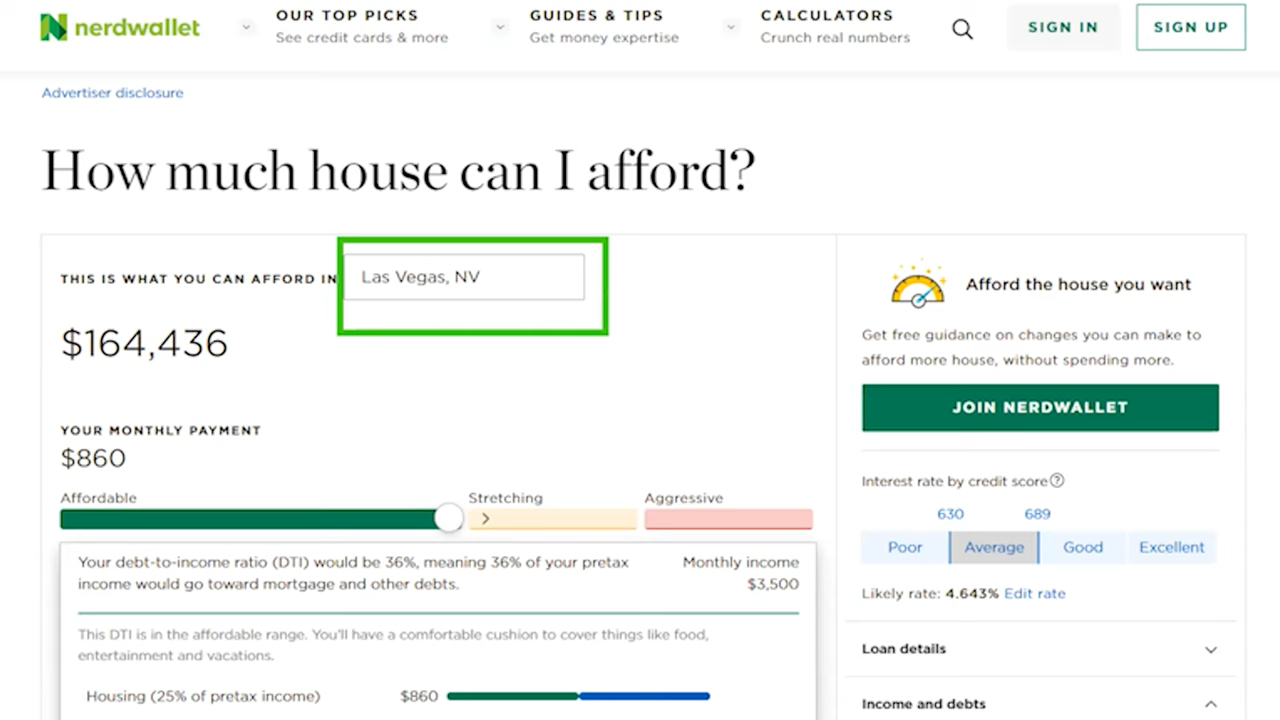 nerdwallet
OUR TOP PICKS
See credit cards & more
GUIDES & TIPS
Get money expertise
CALCULATORS
Crunch real numbers
SIGN IN
SIGN UP
Advertiser disclosure
How much house can I afford?
THIS IS WHAT YOU CAN AFFORD IN
Las Vegas, NV
$164,436
YOUR MONTHLY PAYMENT
$860
Affordable
Stretching
Aggressive
Your debt-to-income ratio (DTI) would be 36%, meaning 36% of your pretax
income would go toward mortgage and other debts.
Monthly income
$3,500
This DTI is in the affordable range. You'll have a comfortable cushion to cover things like food,
entertainment and vacations.
Housing (25% of pretax income)
$860
Afford the house you want
Get free guidance on changes you can make to
afford more house, without spending more.
JOIN NERDWALLET
Interest rate by credit score
630
689
Poor
Average
Good
Excellent
Likely rate: 4.643% Edit rate
Loan details
Income and debts